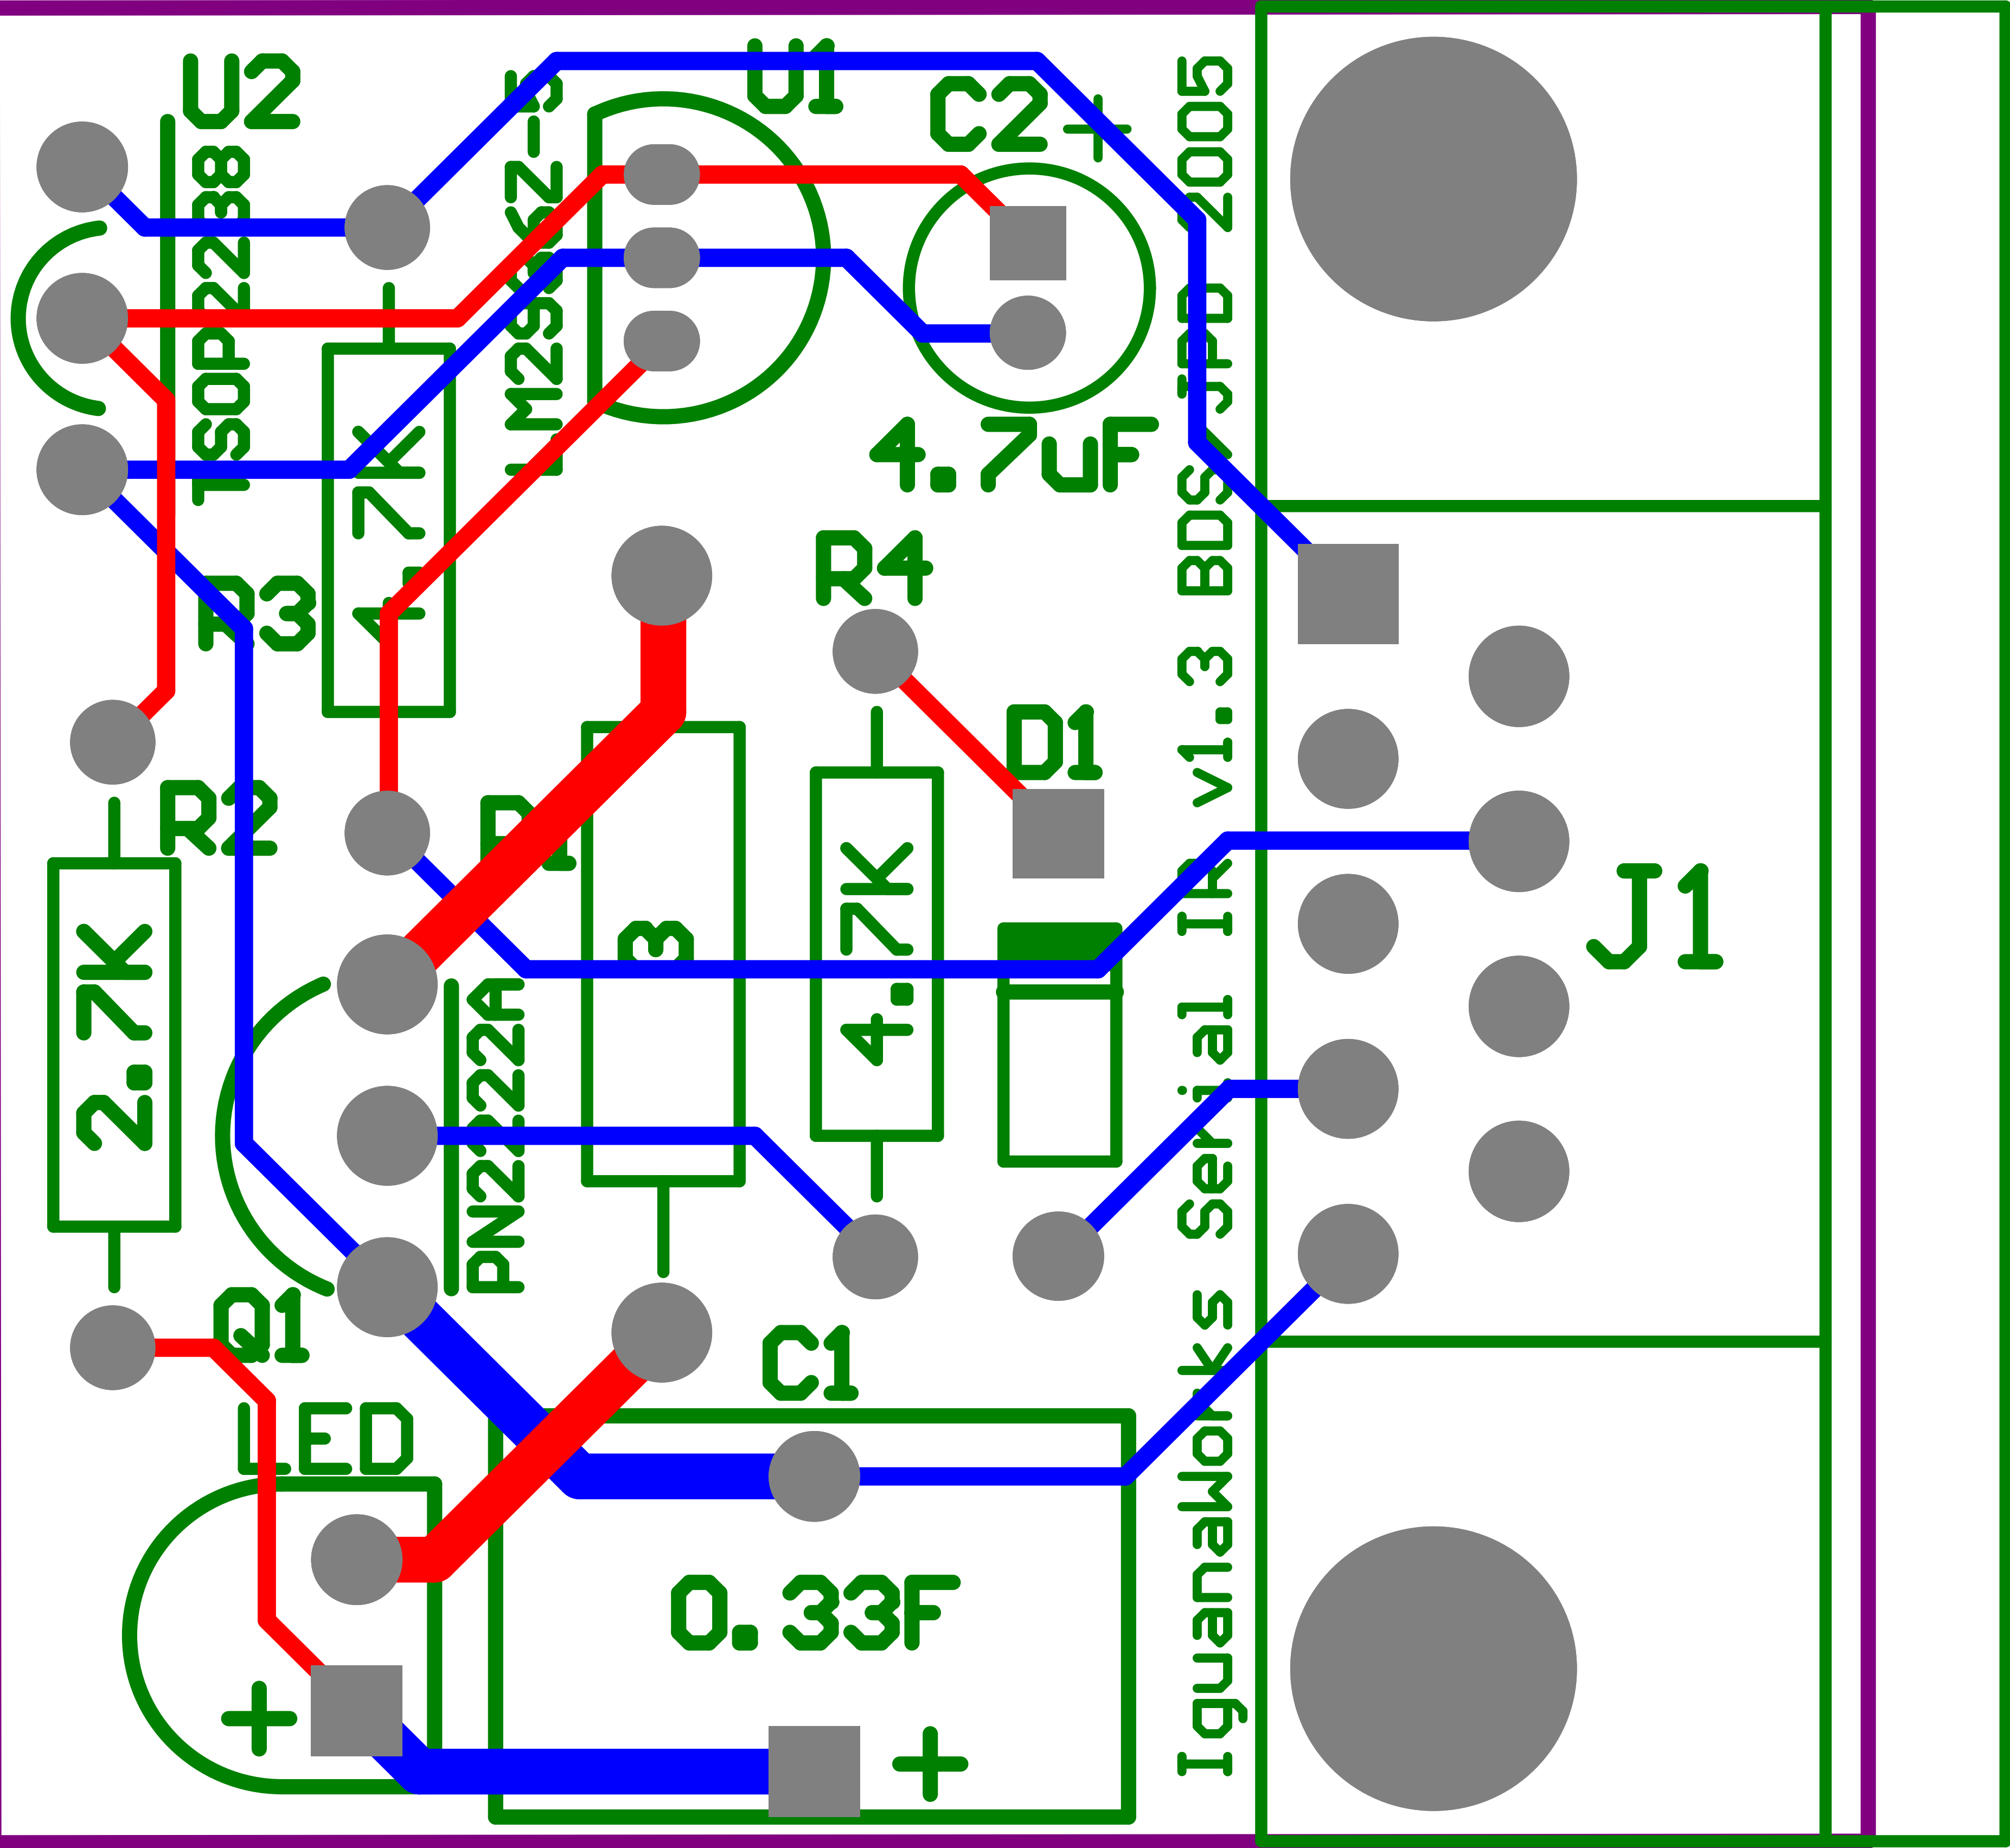 U2
TSOP2238
LM2936Z-5
U1
C2
+
4.7uF
R3
4.7K
R4
4.7K
D1
R2
2.7K
R1
3
PN2222A
Q1
LED
+
C1
0.33F
+
IguanaWorks Serial IR v1.3 BDS/JPD 2005
J1